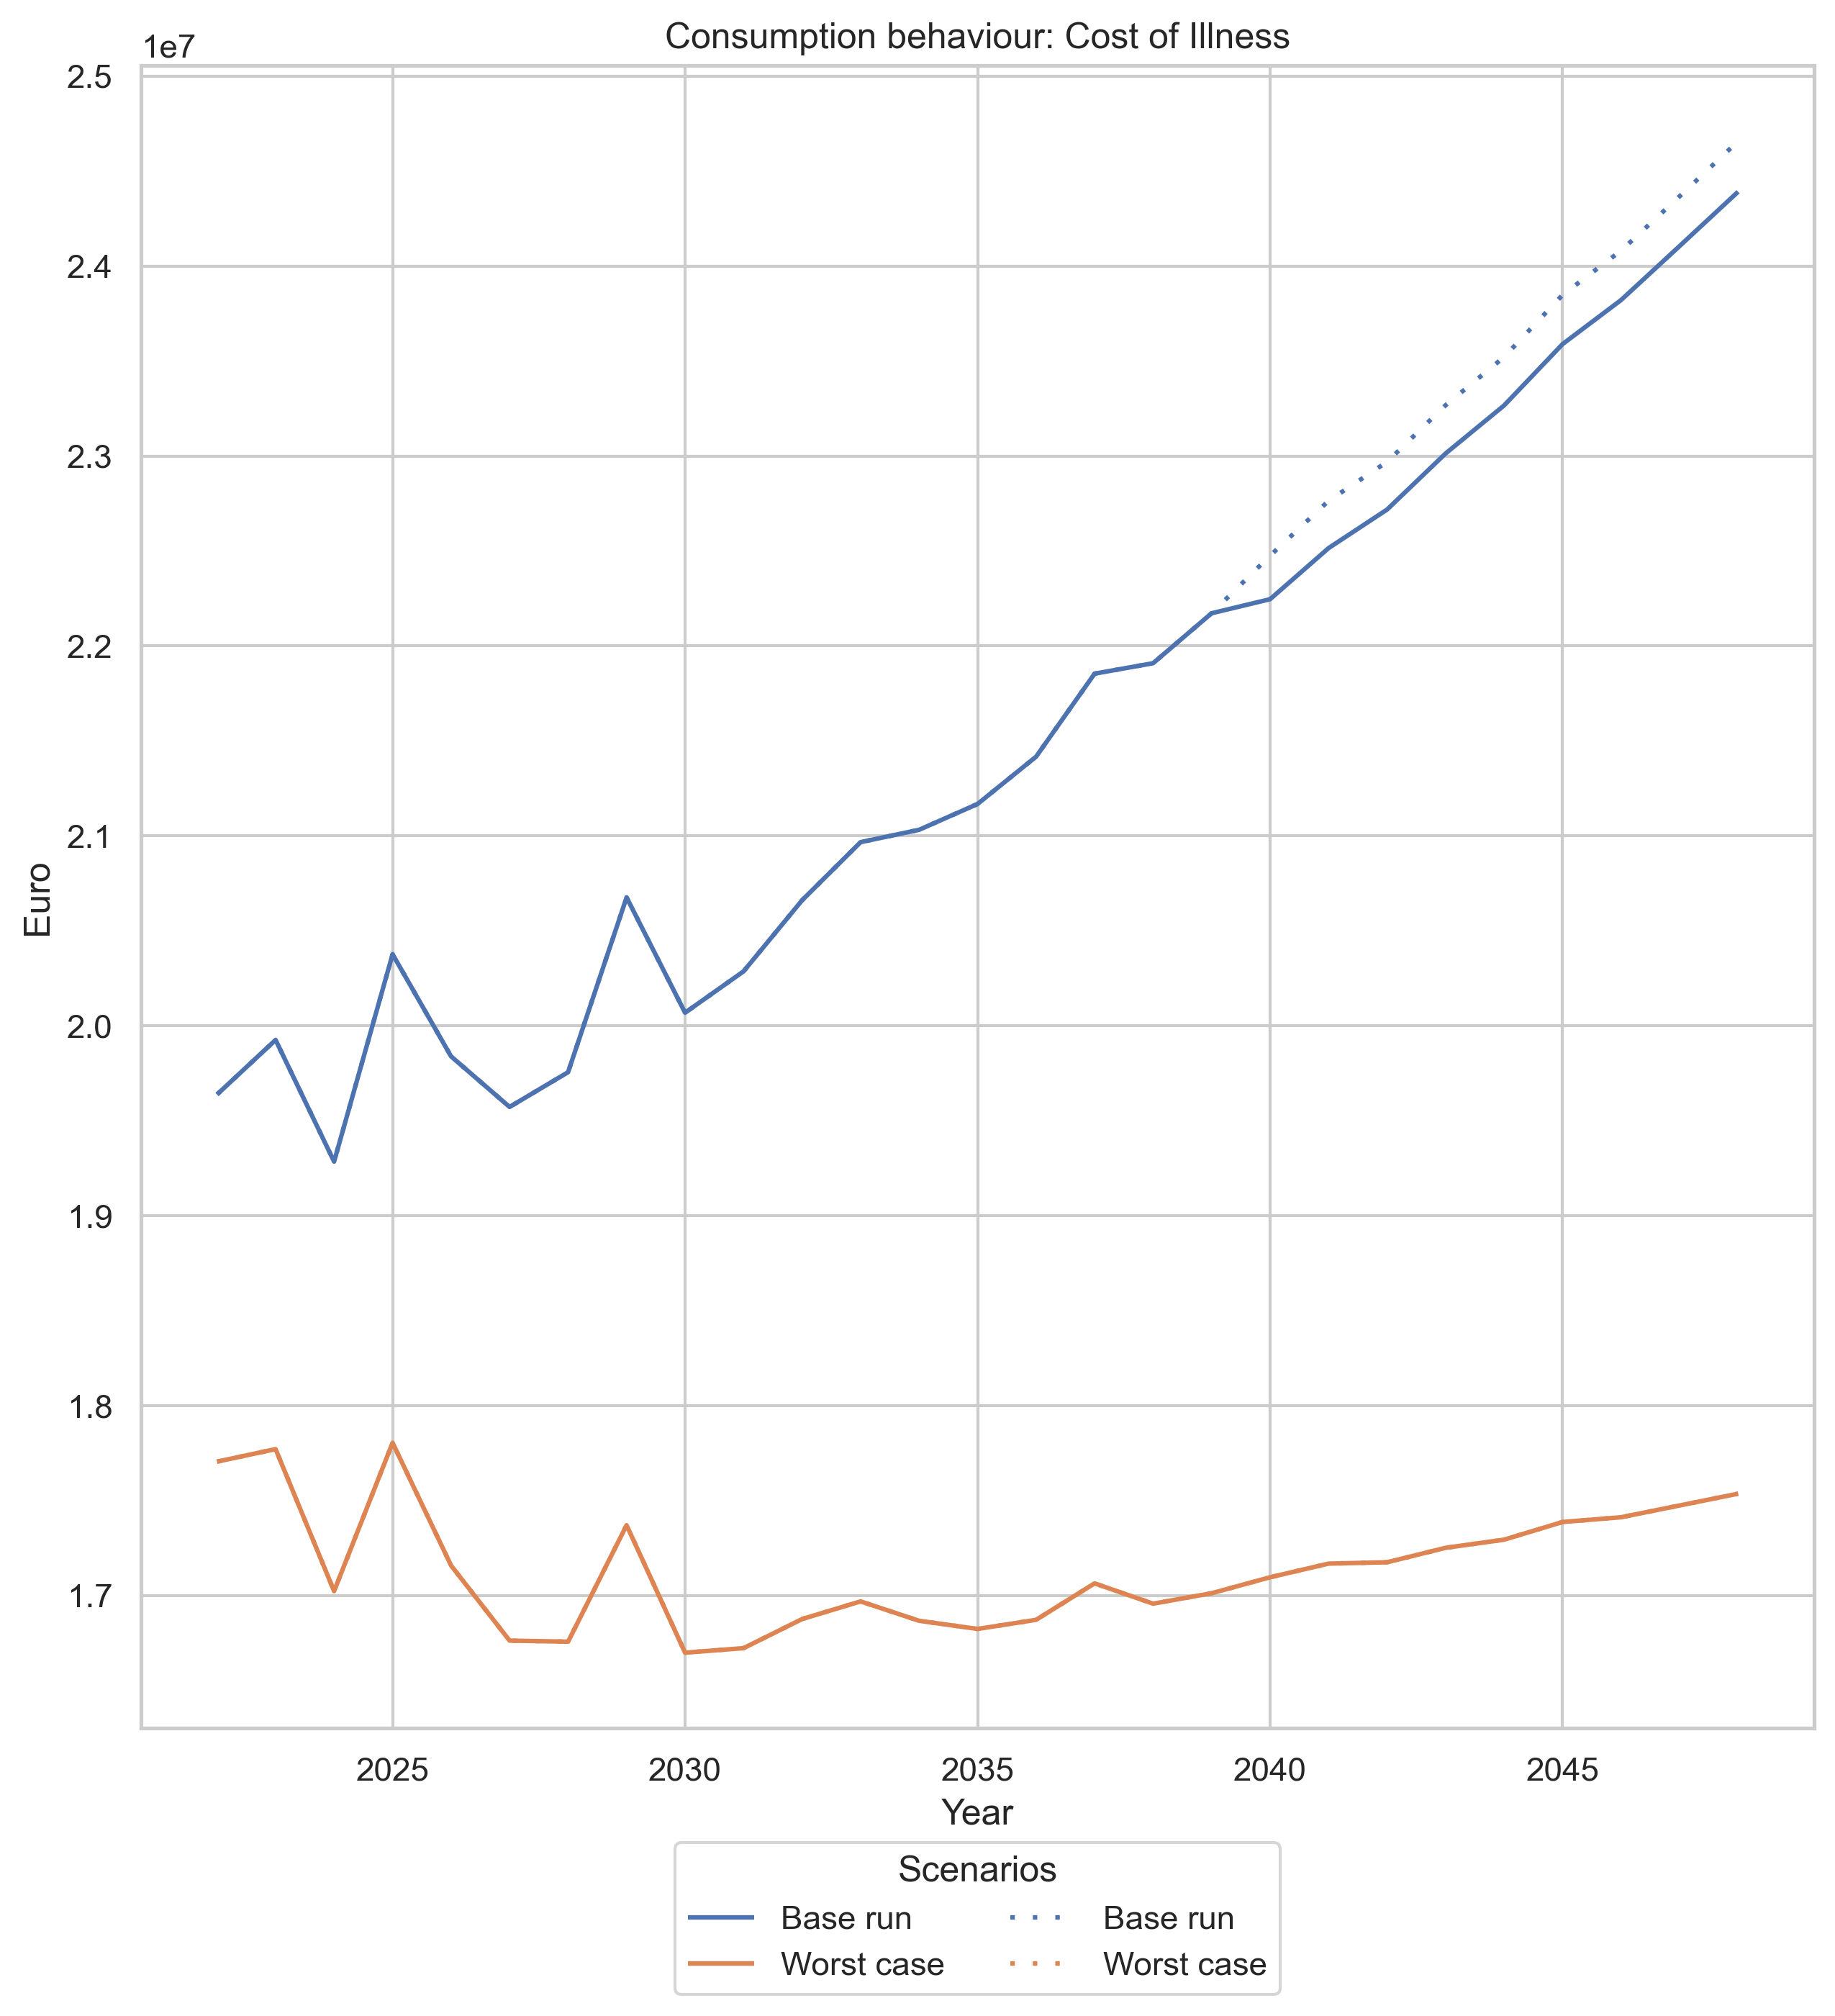 Consumption behaviour: Cost of Illness
1e7
2.5
2.4
2.3
2.2
2.1
2.0
1.9
1.8
1.7
Euro
2025 2030 2035 2040 2045
Year
Scenarios
Base run Base run
Worst case Worst case